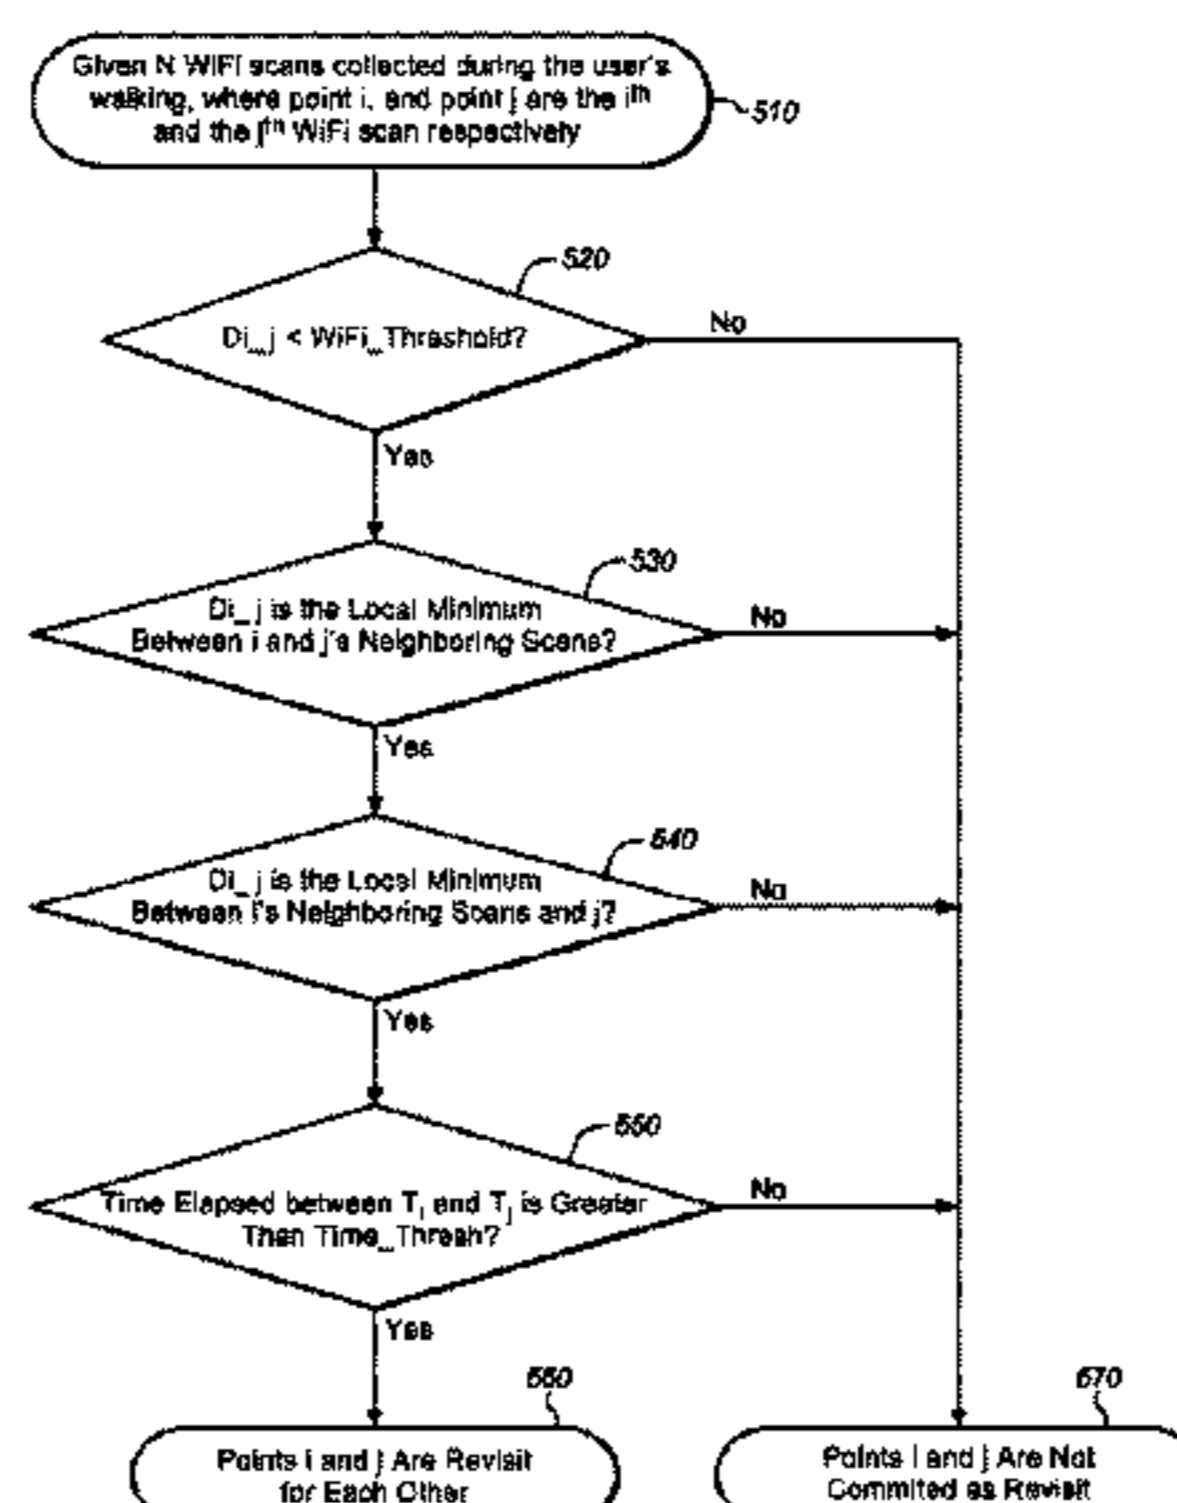 Given N WiFi scans collected during the user's
walking, where point i, and point j are the ith
and the jth WiFi scan respectively
510
520
Di_j < WiFi_Threshold?
No
Yes
530
Di_j is the Local Minimum
Between i and j's Neighboring Scans?
No
Yes
540
Di_j is the Local Minimum
Between i's Neighboring Scans and j?
No
Yes
550
Time Elapsed between Ti and Tj is Greater
Than Time_Thresh?
No
Yes
560
570
Points i and j Are Revisit
for Each Other
Points i and j Are Not
Commited as Revisit